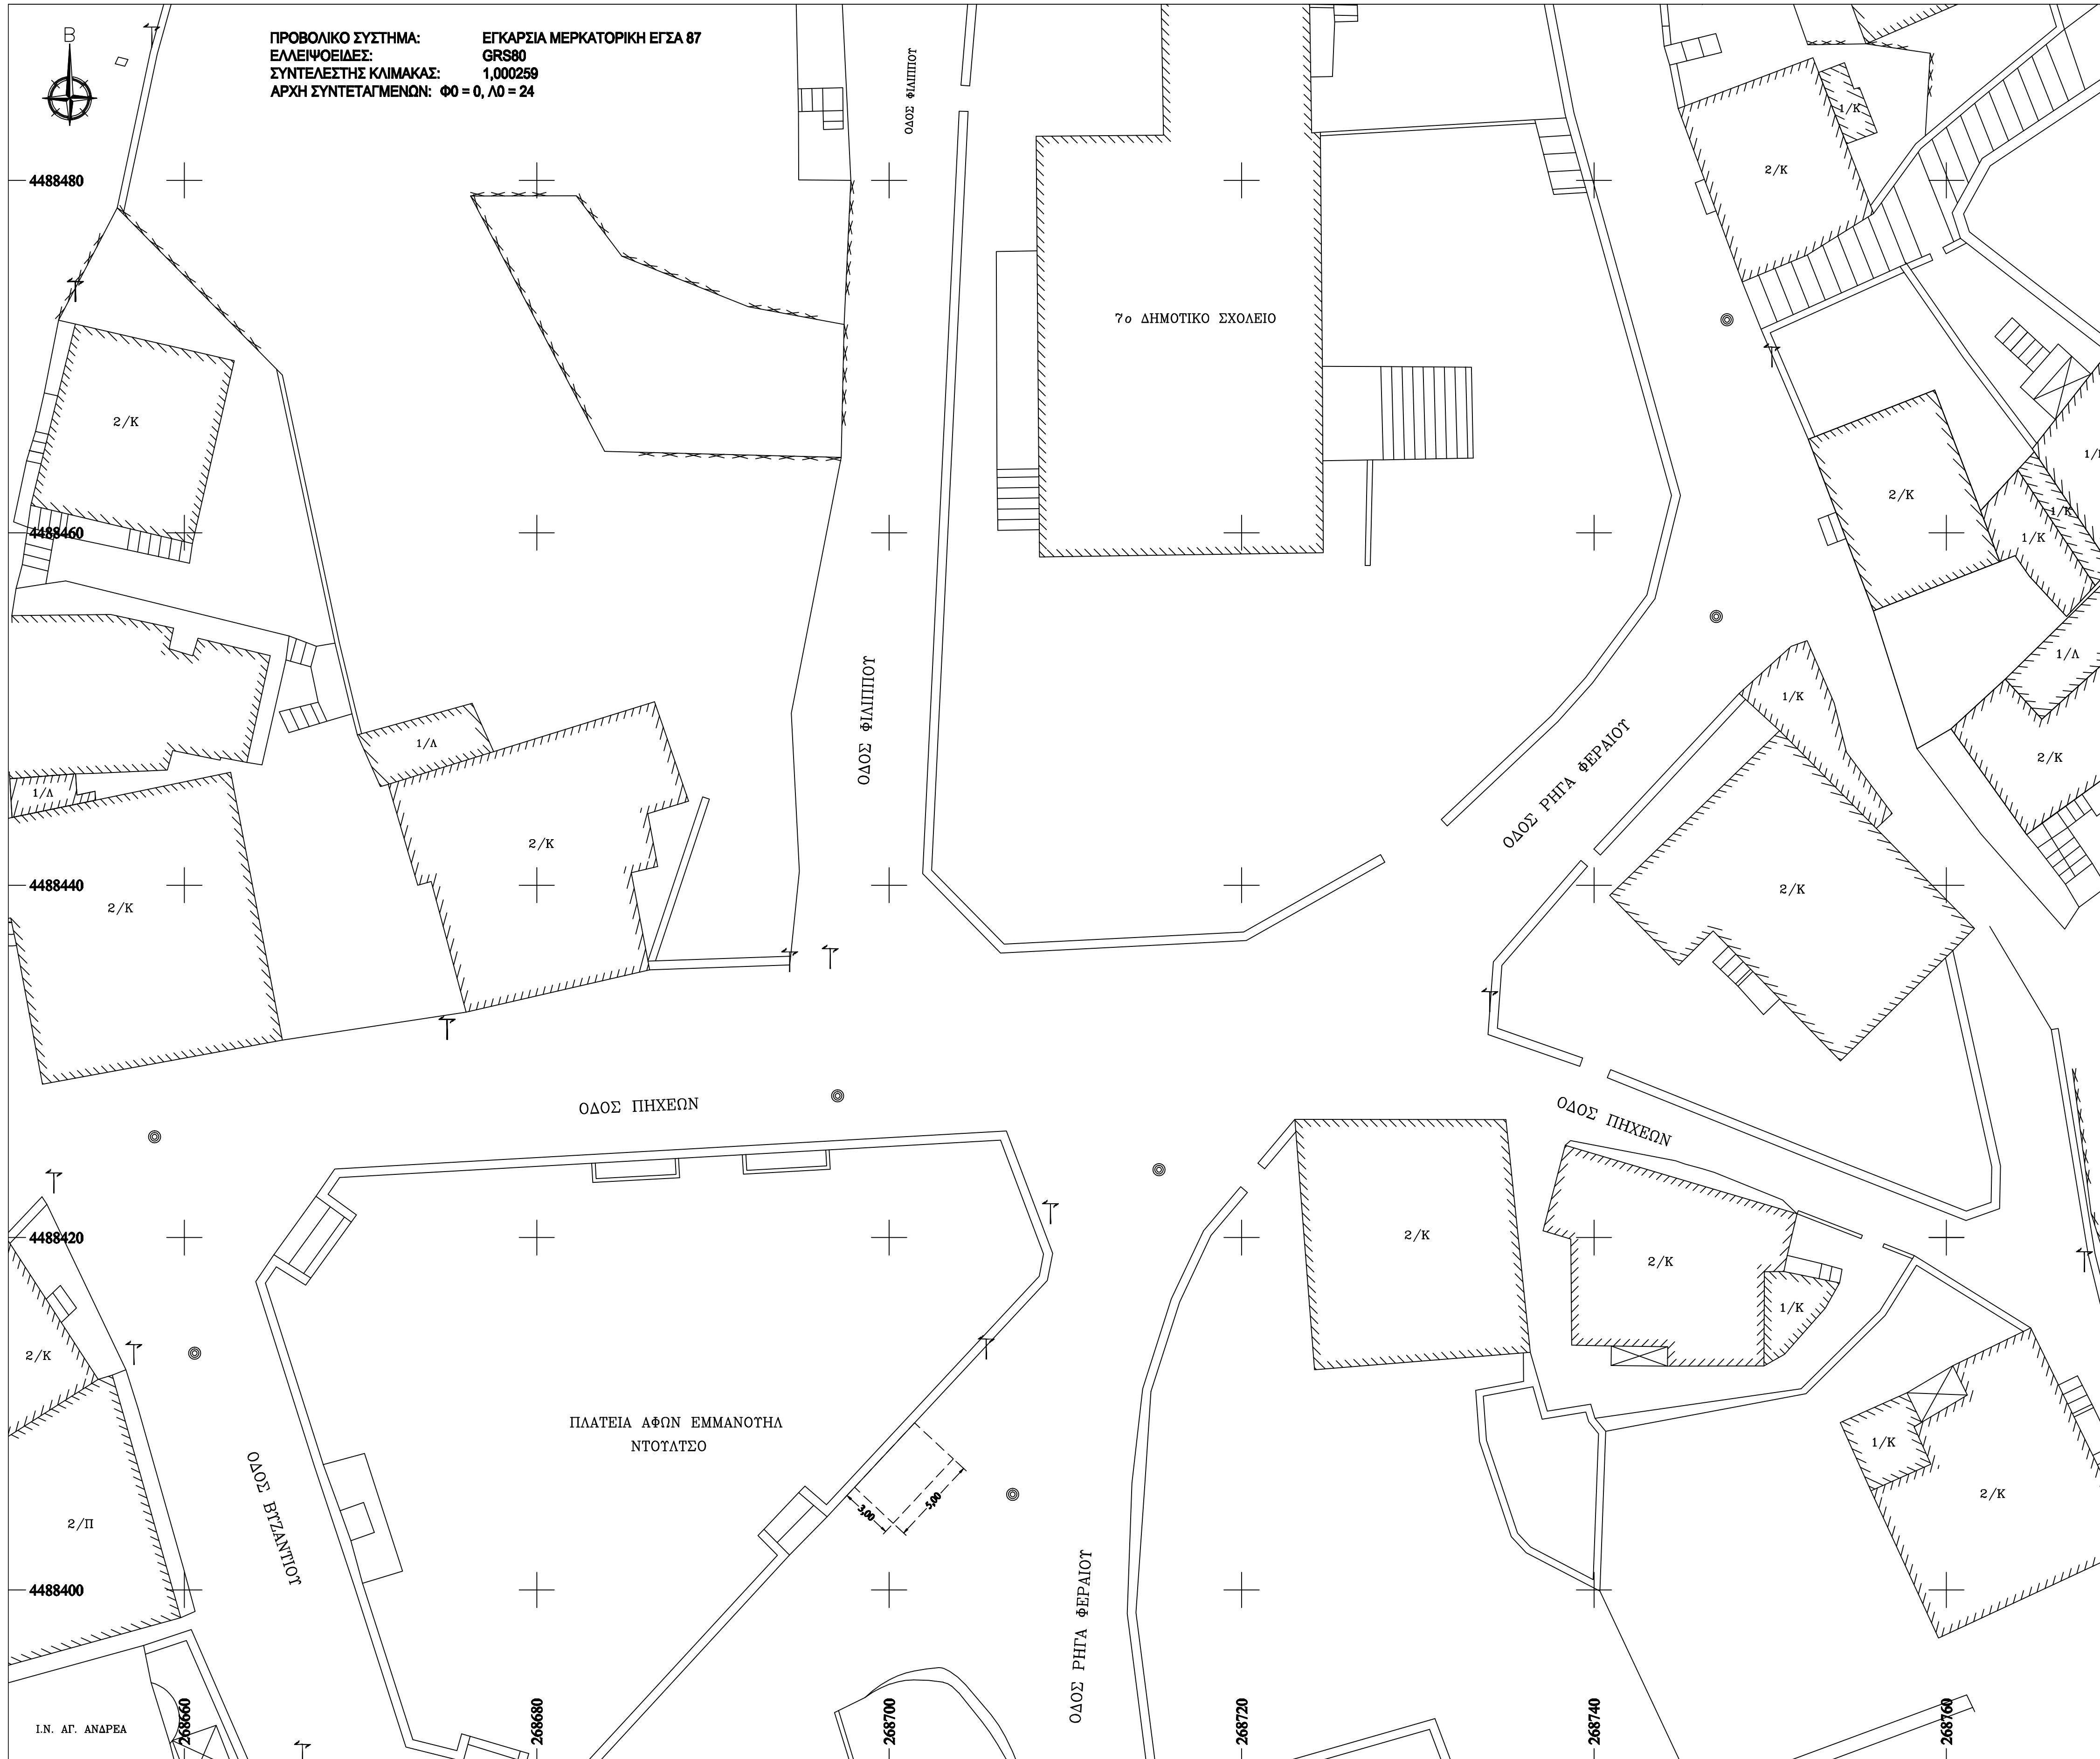 Β
ΠΡΟΒΟΛΙΚΟ ΣΥΣΤΗΜΑ: ΕΓΚΑΡΣΙΑ ΜΕΡΚΑΤΟΡΙΚΗ ΕΓΣΑ 87
ΕΛΛΕΙΨΟΕΙΔΕΣ: GRS80
ΣΥΝΤΕΛΕΣΤΗΣ ΚΛΙΜΑΚΑΣ: 1,000259
ΑΡΧΗ ΣΥΝΤΕΤΑΓΜΕΝΩΝ: Φ0 = 0, Λ0 = 24
ΟΔΟΣ ΦΙΛΙΠΠΟΥ
1/Κ
2/Κ
4488480
7ο ΔΗΜΟΤΙΚΟ ΣΧΟΛΕΙΟ
2/Κ
2/Κ
1/Κ
1/Κ
4488460
1/Λ
ΟΔΟΣ ΦΙΛΙΠΠΟΥ
1/Κ
1/Λ
2/Κ
ΟΔΟΣ ΡΗΓΑ ΦΕΡΑΙΟΥ
1/Λ
2/Κ
4488440
2/Κ
2/Κ
ΟΔΟΣ ΠΗΧΕΩΝ
ΟΔΟΣ ΠΗΧΕΩΝ
4488420
2/Κ
2/Κ
1/Κ
2/Κ
ΠΛΑΤΕΙΑ ΑΦΩΝ ΕΜΜΑΝΟΥΗΛ
ΝΤΟΥΛΤΣΟ
1/Κ
2/Κ
3,00
5,00
2/Π
ΟΔΟΣ ΒΥΖΑΝΤΙΟΥ
ΟΔΟΣ ΡΗΓΑ ΦΕΡΑΙΟΥ
4488400
Ι.Ν. ΑΓ. ΑΝΔΡΕΑ
268660
268680
268700
268720
268740
268760